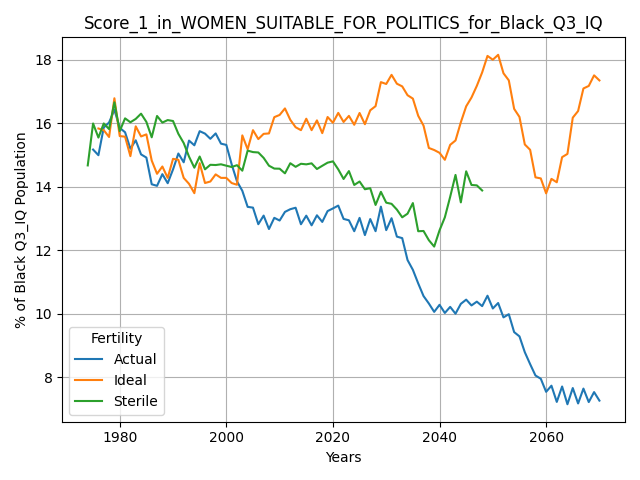 Score_1_in_WOMEN_SUITABLE_FOR_POLITICS_for_Black_Q3_IQ
% of Black Q3_IQ Population
18
16
14
12
10
8
Fertility
Actual
Ideal
Sterile
1980 2000 2020 2040 2060
Years